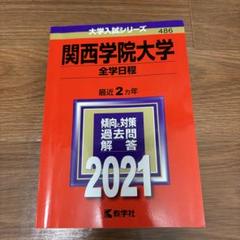 大学入試シリーズ
486
関西学院大学
全学日程
最近2カ年
傾向と対策
過去問
解答
2021
教学社